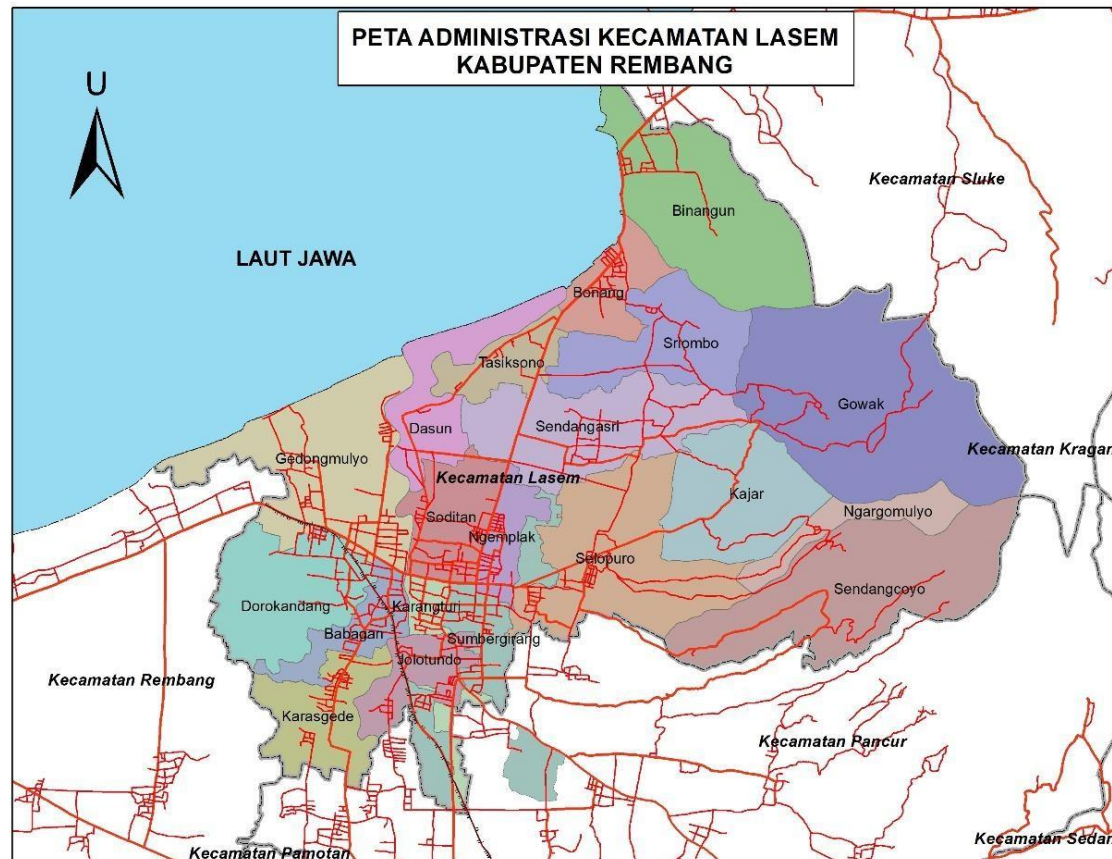 PETA ADMINISTRASI KECAMATAN LASEM
KABUPATEN REMBANG
U
Kecamatan Sluke
Binangun
LAUT JAWA
Bonang
Sriombo
Tasiksono
Gowak
Dasun
Sendangasri
Kecamatan Kragan
Gedongmulyo
Kecamatan Lasem
Kajar
Ngargomulyo
Soditan
Ngemplak
Selopuro
Sendangcoyo
Dorokandang
Karangturi
Babagan
Sumbergirang
Jolotundo
Kecamatan Rembang
Karasgede
Kecamatan Pancur
Kecamatan Sedan
Kecamatan Pamotan